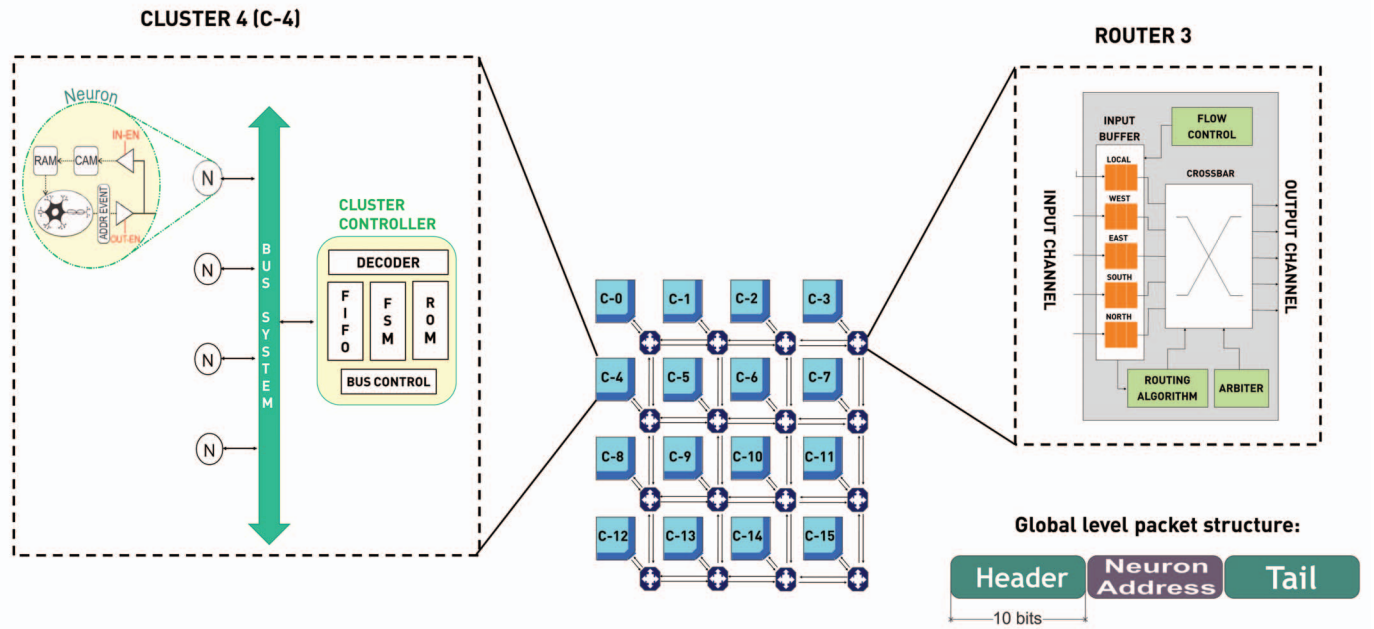 CLUSTER 4 (C-4)
Neuron
IN-EN
RAM
CAM
ADDR EVENT
OUT-EN
N
N
N
N
BUS SYSTEM
CLUSTER
CONTROLLER
DECODER
FIFO
FSM
ROM
BUS CONTROL
C-0
C-1
C-2
C-3
C-4
C-5
C-6
C-7
C-8
C-9
C-10
C-11
C-12
C-13
C-14
C-15
ROUTER 3
INPUT CHANNEL
INPUT
BUFFER
FLOW
CONTROL
LOCAL
WEST
EAST
SOUTH
NORTH
CROSSBAR
OUTPUT CHANNEL
ROUTING
ALGORITHM
ARBITER
Global level packet structure:
Header
Neuron
Address
Tail
10 bits